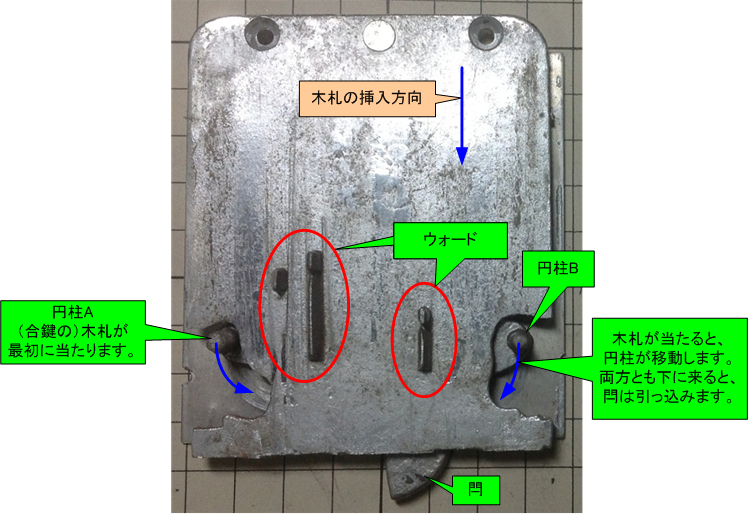 木札の挿入方向
ウォード
円柱B
円柱A
（合鍵の）木札が
最初に当たります。
木札が当たると、
円柱が移動します。
両方とも下に来ると、
閂は引っ込みます。
閂